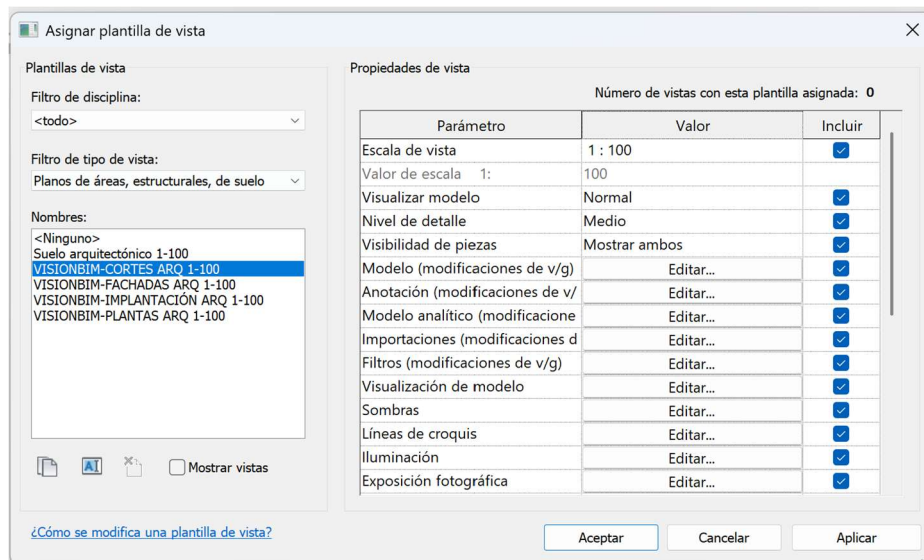 Asignar plantilla de vista
Plantillas de vista
Filtro de disciplina:
<todo>
Filtro de tipo de vista:
Planos de áreas, estructurales, de suelo
Nombres:
<Ninguno>
Suelo arquitectónico 1-100
VISIONBIM-CORTES ARQ 1-100
VISIONBIM-FACHADAS ARQ 1-100
VISIONBIM-IMPLANTACIÓN ARQ 1-100
VISIONBIM-PLANTAS ARQ 1-100
Mostrar vistas
¿Cómo se modifica una plantilla de vista?
Propiedades de vista
Número de vistas con esta plantilla asignada: 0
Parámetro Valor Incluir
Escala de vista 1 : 100
Valor de escala 1: 100
Visualizar modelo Normal
Nivel de detalle Medio
Visibilidad de piezas Mostrar ambos
Modelo (modificaciones de v/g) Editar...
Anotación (modificaciones de v/ Editar...
Modelo analítico (modificacione Editar...
Importaciones (modificaciones d Editar...
Filtros (modificaciones de v/g) Editar...
Visualización de modelo Editar...
Sombras Editar...
Líneas de croquis Editar...
Iluminación Editar...
Exposición fotográfica Editar...
Aceptar Cancelar Aplicar